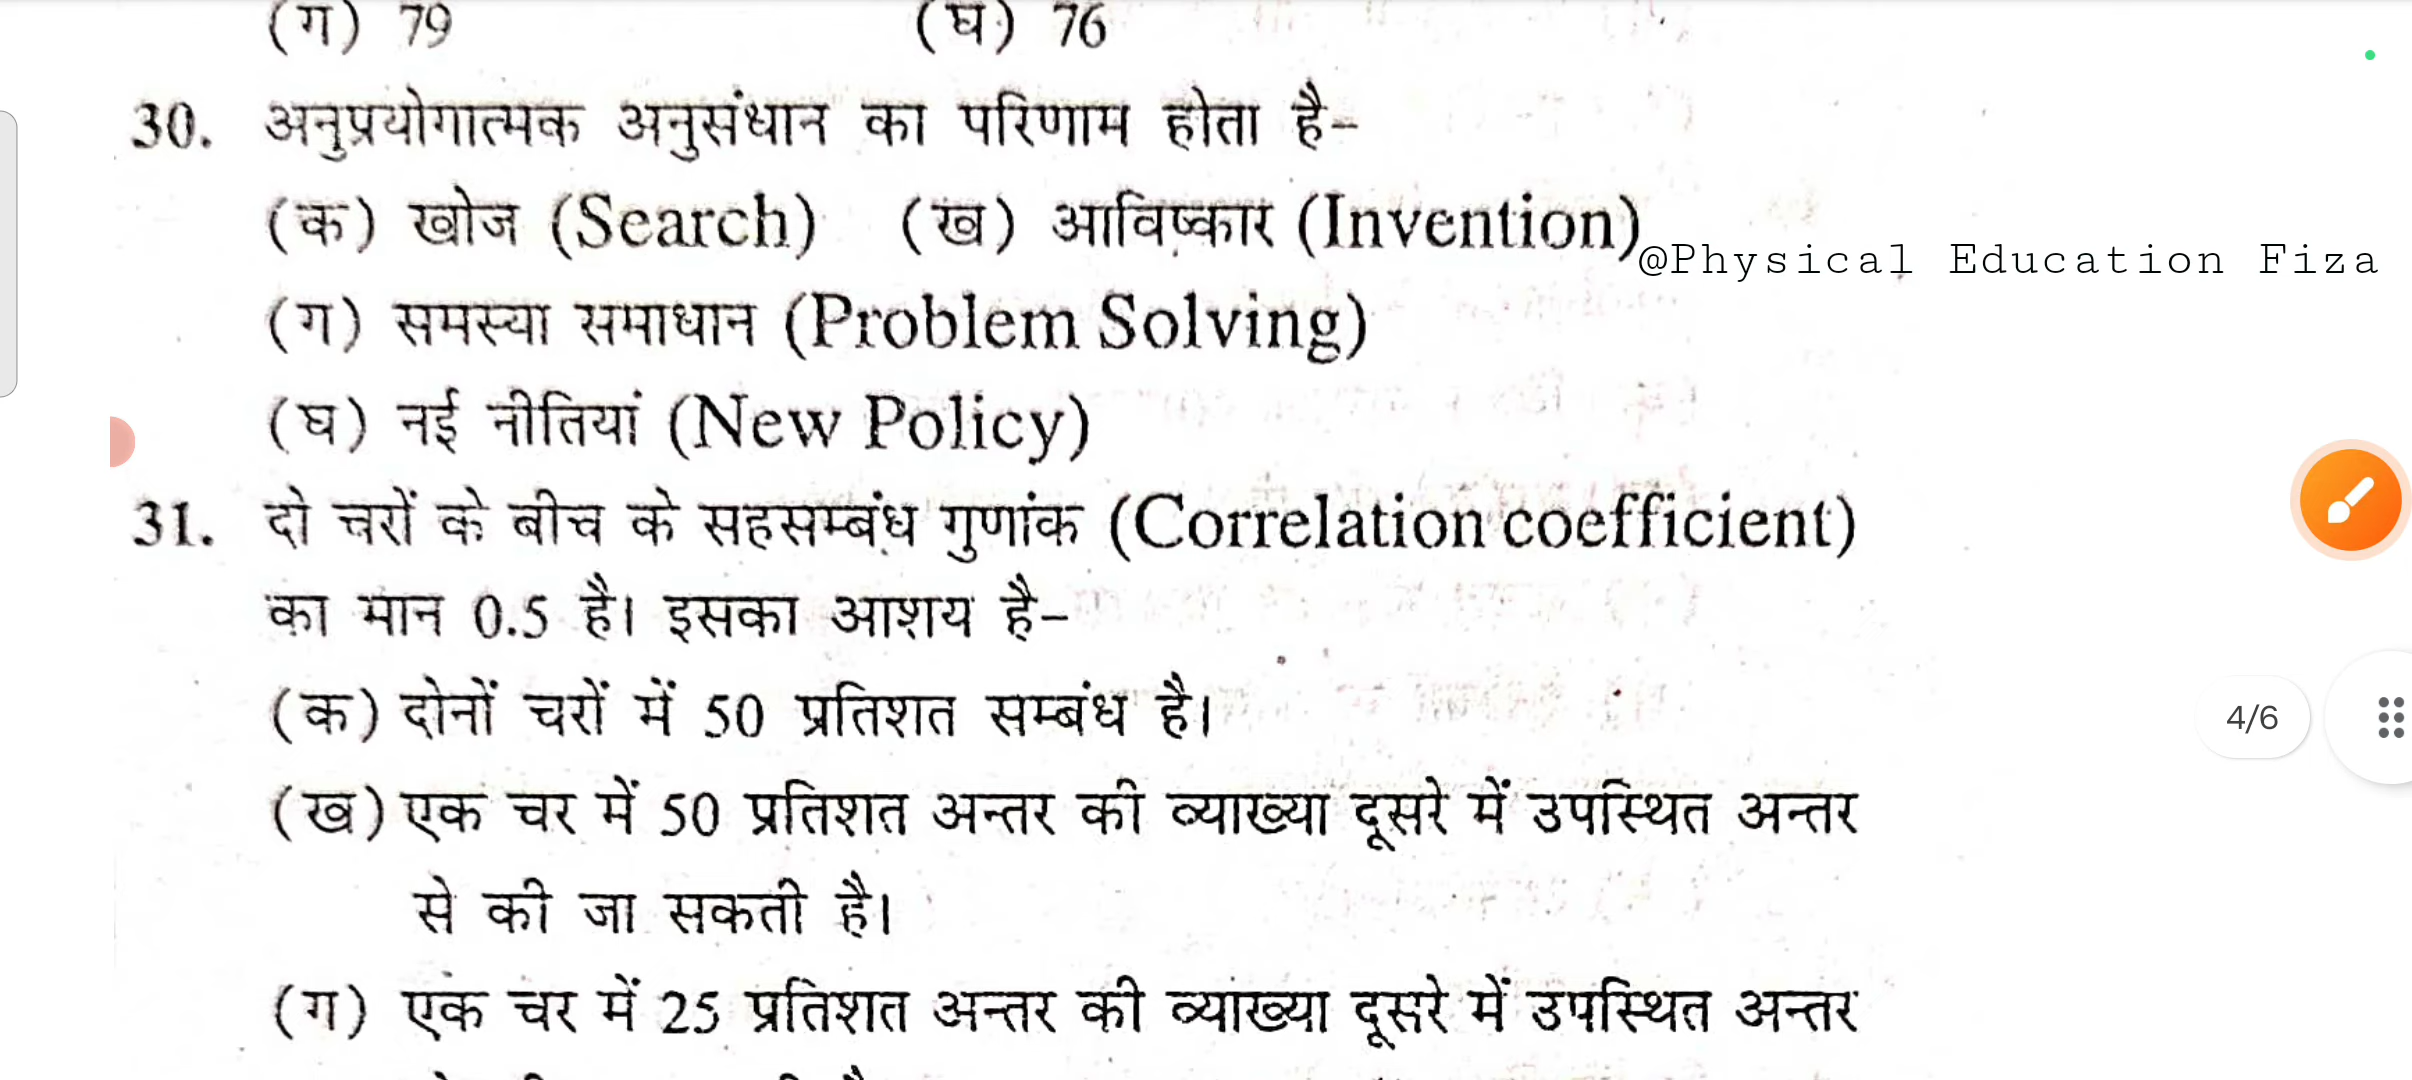 (ग) 79 (घ) 76
30. अनुप्रयोगात्मक अनुसंधान का परिणाम होता है-
(क) खोज (Search) (ख) आविष्कार (Invention)
@Physical Education Fiza
(ग) समस्या समाधान (Problem Solving)
(घ) नई नीतियां (New Policy)
31. दो चरों के बीच के सहसम्बंध गुणांक (Correlation coefficient)
का मान 0.5 है। इसका आशय है-
(क) दोनों चरों में 50 प्रतिशत सम्बंध है।
4/6
(ख) एक चर में 50 प्रतिशत अन्तर की व्याख्या दूसरे में उपस्थित अन्तर
से की जा सकती है।
(ग) एक चर में 25 प्रतिशत अन्तर की व्याख्या दूसरे में उपस्थित अन्तर